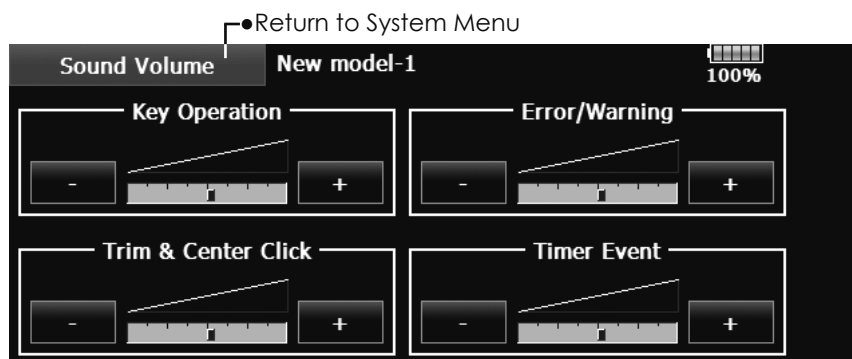 ●Return to System Menu
Sound Volume New model-1
100%
Key Operation Error/Warning
- + - +
Trim & Center Click Timer Event
- + - +